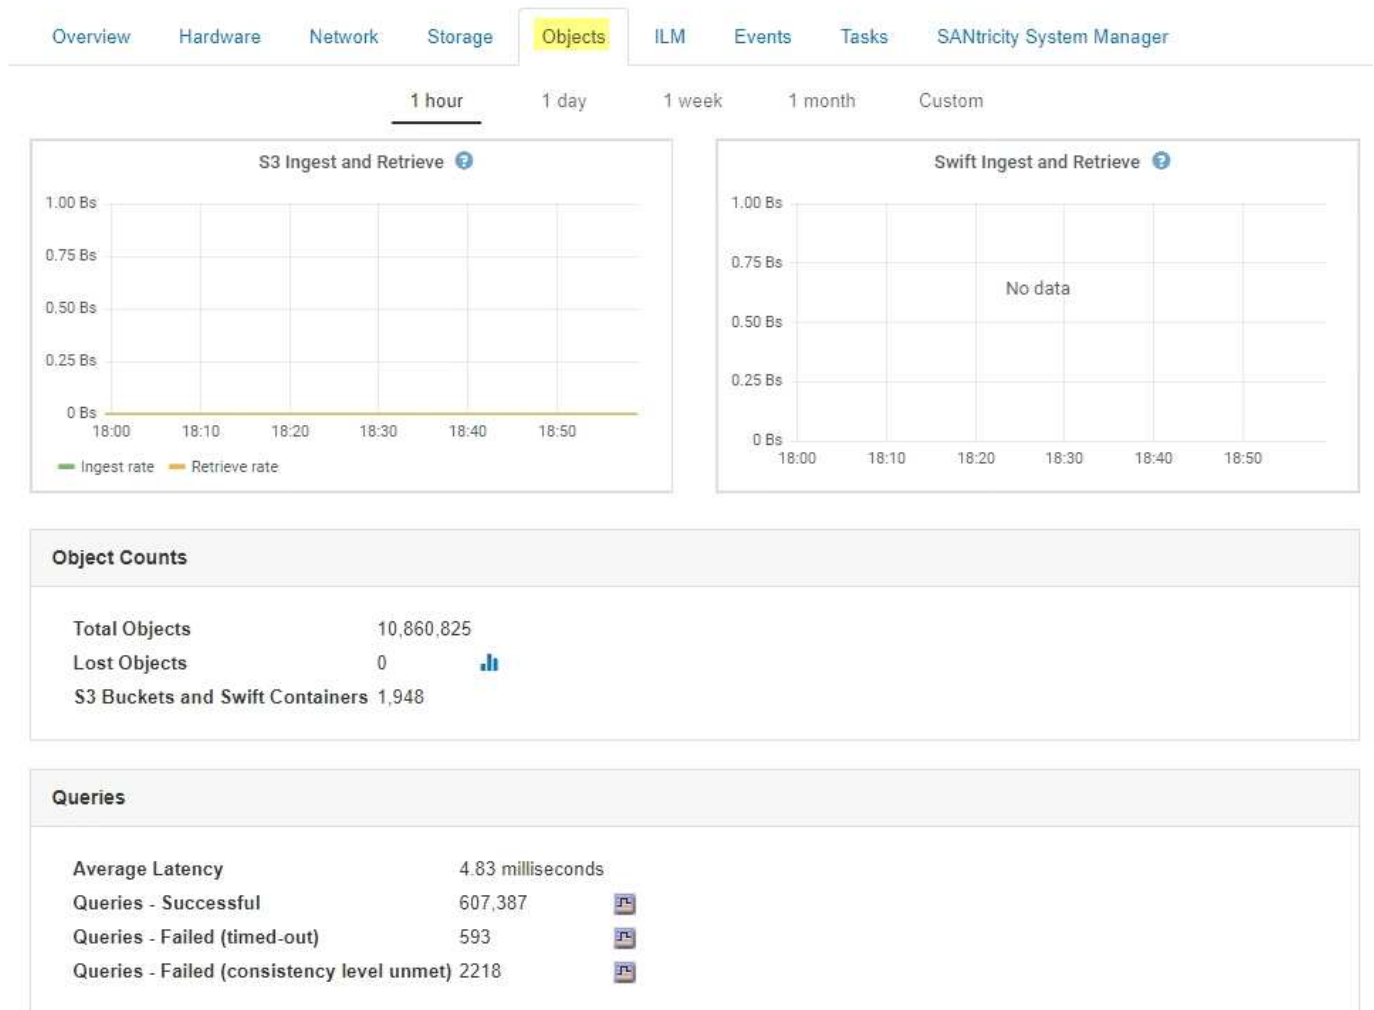 Overview Hardware Network Storage Objects ILM Events Tasks SANtricity System Manager
1 hour 1 day 1 week 1 month Custom
S3 Ingest and Retrieve ?
1.00 Bs
0.75 Bs
0.50 Bs
0.25 Bs
0 Bs
18:00 18:10 18:20 18:30 18:40 18:50
Ingest rate Retrieve rate
Swift Ingest and Retrieve ?
1.00 Bs
0.75 Bs
No data
0.50 Bs
0.25 Bs
0 Bs
18:00 18:10 18:20 18:30 18:40 18:50
Object Counts
Total Objects 10,860,825
Lost Objects 0
S3 Buckets and Swift Containers 1,948
Queries
Average Latency 4.83 milliseconds
Queries - Successful 607,387
Queries - Failed (timed-out) 593
Queries - Failed (consistency level unmet) 2218